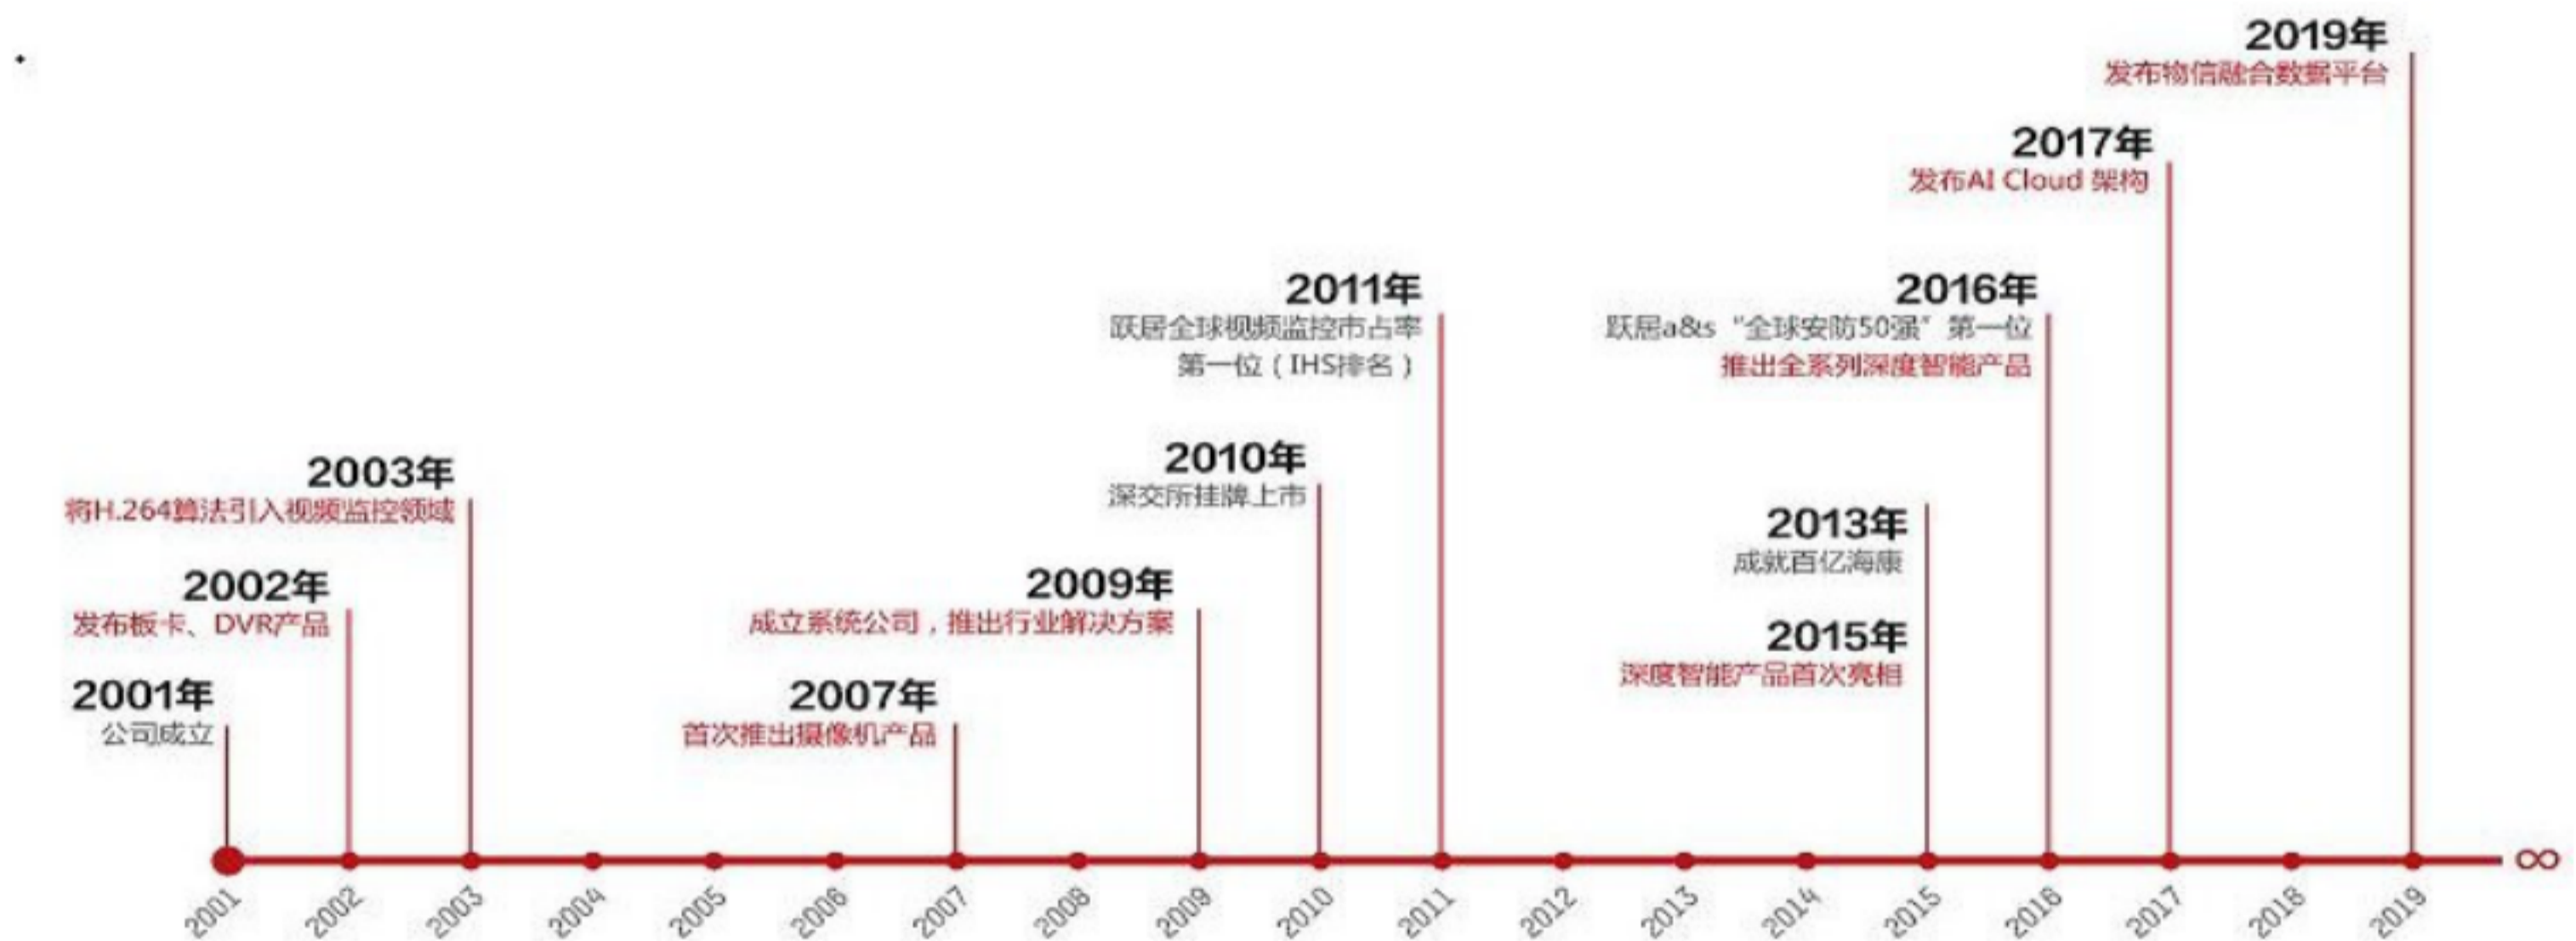 2019年
发布物信融合数据平台
2017年
发布AI Cloud 架构
2011年
跃居全球视频监控市占率
第一位（IHS排名）
2016年
跃居a&s“全球安防50强”第一位
推出全系列深度智能产品
2003年
将H.264算法引入视频监控领域
2010年
深交所挂牌上市
2013年
成就百亿海康
2002年
发布板卡、DVR产品
2009年
成立系统公司，推出行业解决方案
2015年
深度智能产品首次亮相
2001年
公司成立
2007年
首次推出摄像机产品
∞
2001 2002 2003 2004 2005 2006 2007 2008 2009 2010 2011 2012 2013 2014 2015 2016 2017 2018 2019